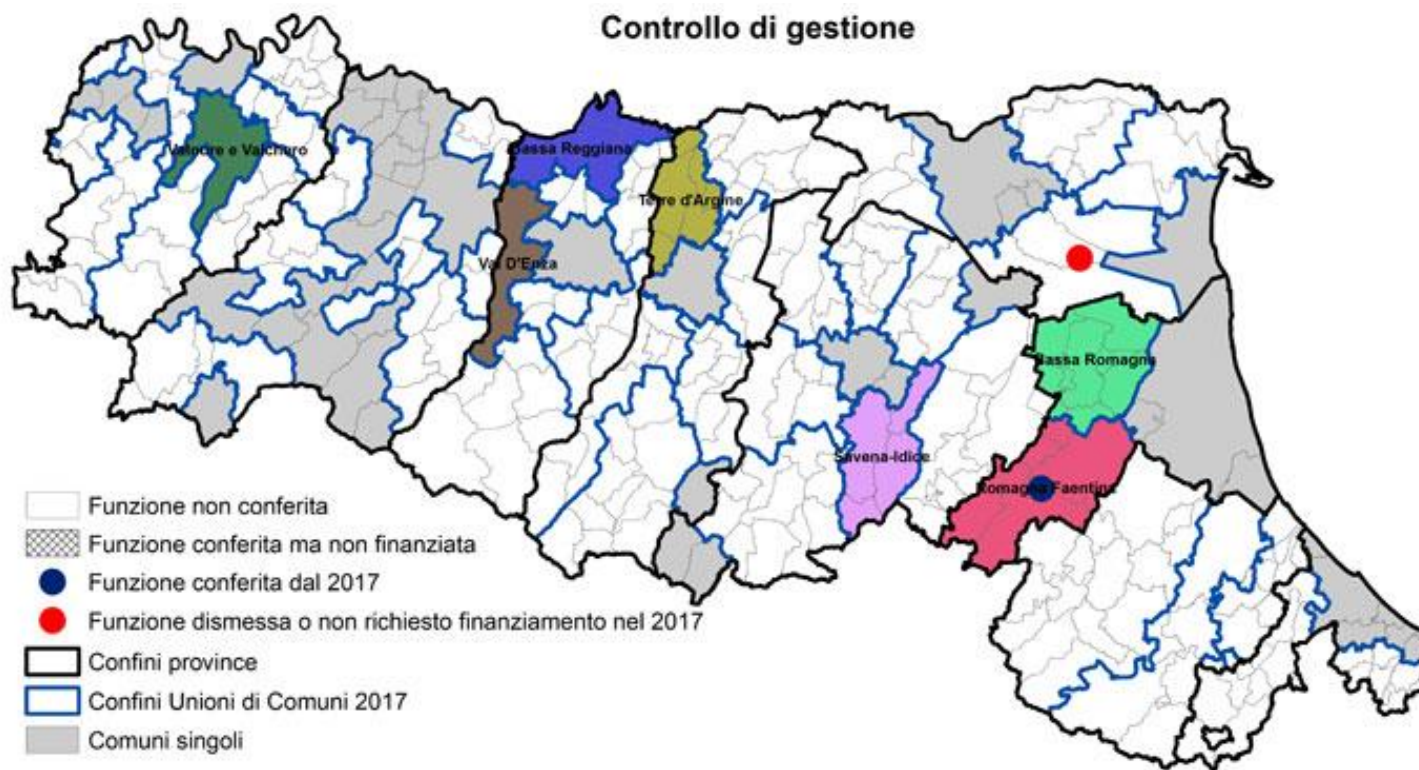 Controllo di gestione
Bassa Reggiana
Terre d'Argine
Val D'Enza
Bassa Romagna
Savena-Idice
Romagna Faentina
Funzione non conferita
Funzione conferita ma non finanziata
Funzione conferita dal 2017
Funzione dismessa o non richiesto finanziamento nel 2017
Confini province
Confini Unioni di Comuni 2017
Comuni singoli